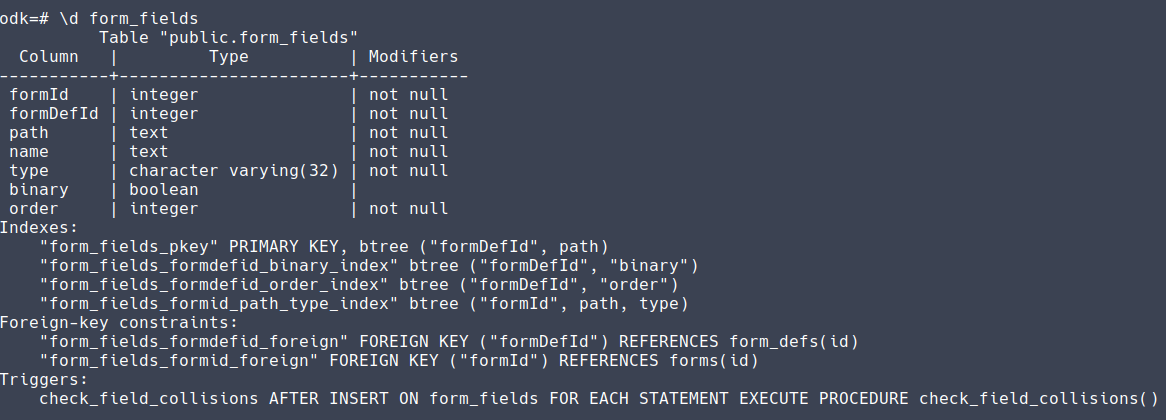 odk=# \d form_fields
          Table "public.form_fields"
  Column   |         Type          | Modifiers
-----------+-----------------------+-----------
 formId    | integer               | not null
 formDefId | integer               | not null
 path      | text                  | not null
 name      | text                  | not null
 type      | character varying(32) | not null
 binary    | boolean               |
 order     | integer               | not null
Indexes:
    "form_fields_pkey" PRIMARY KEY, btree ("formDefId", path)
    "form_fields_formdefid_binary_index" btree ("formDefId", "binary")
    "form_fields_formdefid_order_index" btree ("formDefId", "order")
    "form_fields_formid_path_type_index" btree ("formId", path, type)
Foreign-key constraints:
    "form_fields_formdefid_foreign" FOREIGN KEY ("formDefId") REFERENCES form_defs(id)
    "form_fields_formid_foreign" FOREIGN KEY ("formId") REFERENCES forms(id)
Triggers:
    check_field_collisions AFTER INSERT ON form_fields FOR EACH STATEMENT EXECUTE PROCEDURE check_field_collisions()